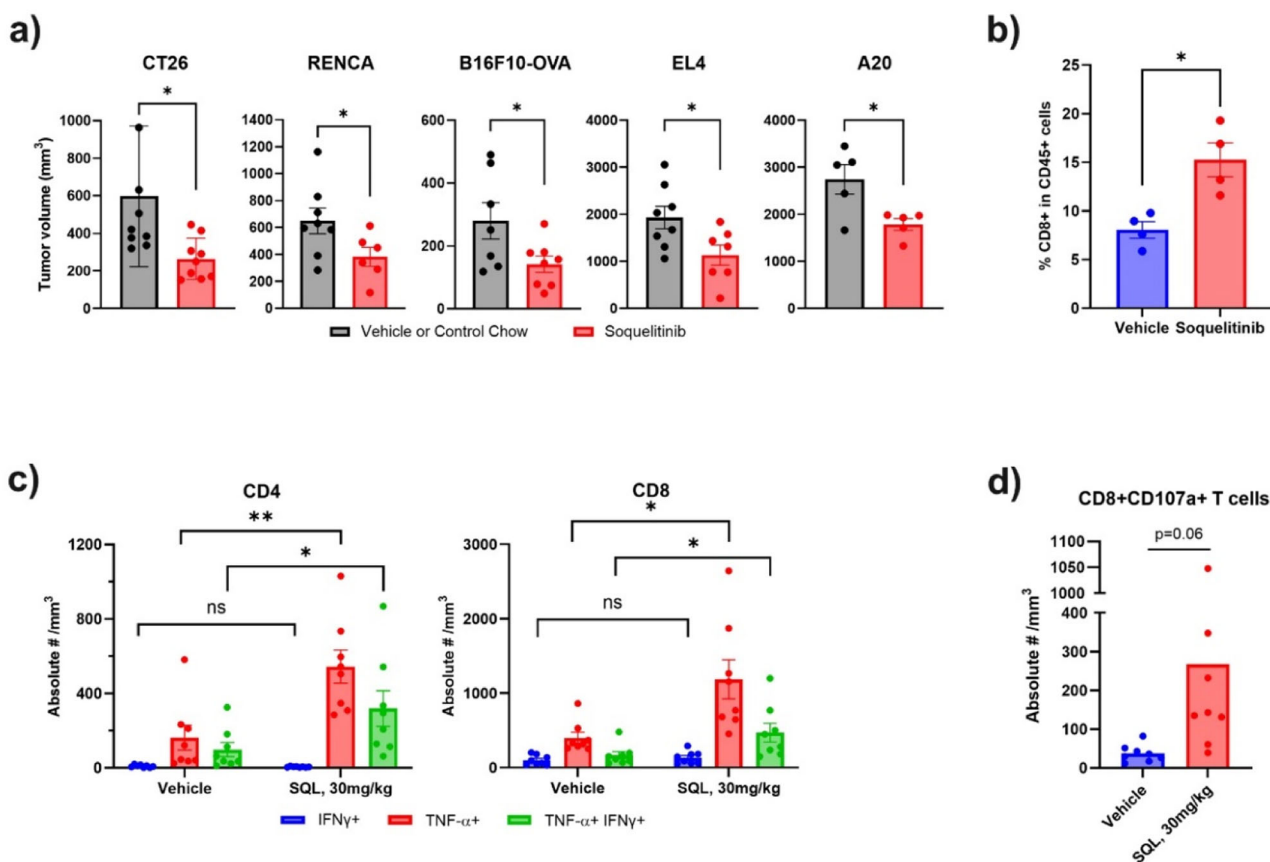 a)
CT26
RENCA
B16F10-OVA
EL4
A20
Tumor volume (mm³)
*
1000
800
600
400
200
0
*
1400
1200
1000
800
600
400
200
0
*
600
400
200
0
*
4000
3000
2000
1000
0
*
4000
3000
2000
1000
0
Vehicle or Control Chow
Soquelitinib
b)
% CD8+ in CD45+ cells
25
20
15
10
5
0
*
Vehicle
Soquelitinib
c)
CD4
Absolute # /mm³
1200
800
400
0
**
*
ns
Vehicle
SQL, 30mg/kg
CD8
Absolute # /mm³
3000
2000
1000
0
*
*
ns
Vehicle
SQL, 30mg/kg
IFNγ+
TNF-α+
TNF-α+ IFNγ+
d)
CD8+CD107a+ T cells
p=0.06
Absolute # /mm³
1100
1050
1000
400
300
200
100
0
Vehicle
SQL, 30mg/kg